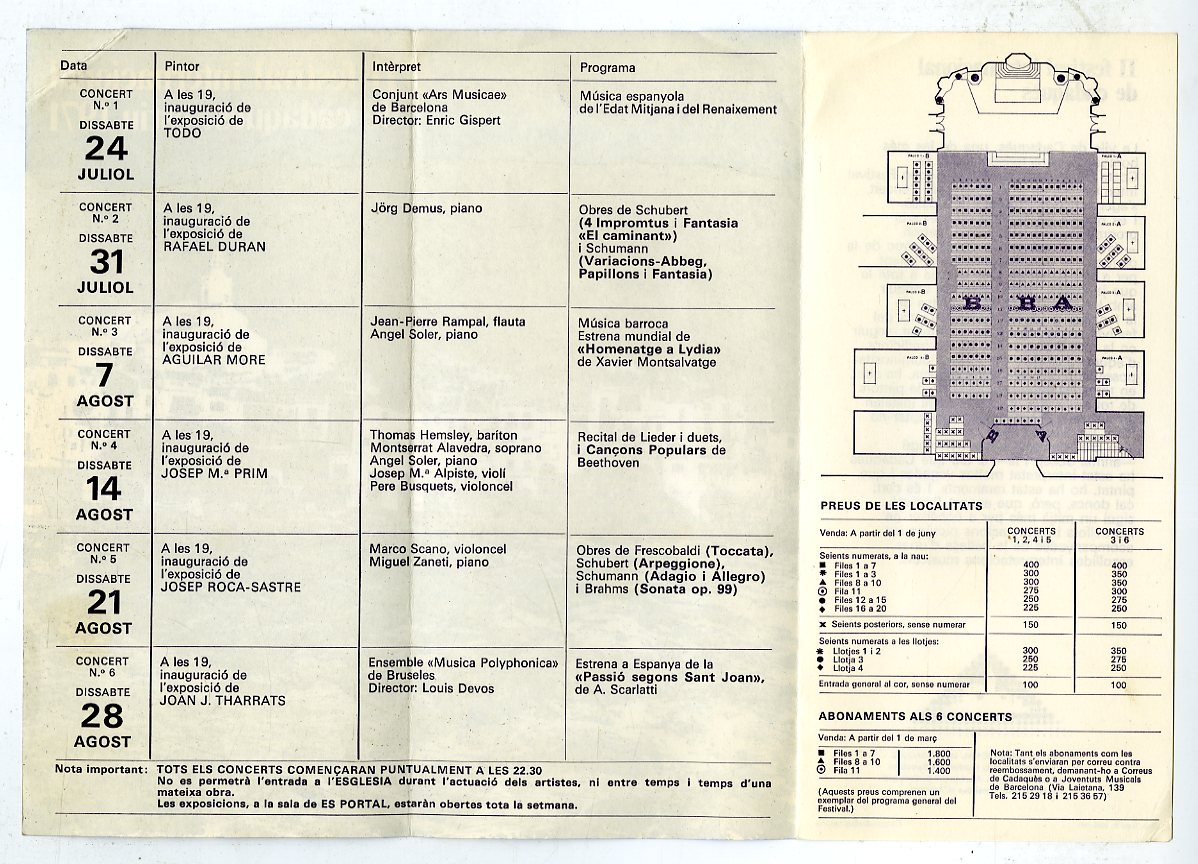 Data Pintor Intèrpret Programa
CONCERT
N.º 1
DISSABTE
24
JULIOL
A les 19,
inauguració de
l'exposició de
TODO
Conjunt «Ars Musicae»
de Barcelona
Director: Enric Gispert
Música espanyola
de l'Edat Mitjana i del Renaixement
CONCERT
N.º 2
DISSABTE
31
JULIOL
A les 19,
inauguració de
l'exposició de
RAFAEL DURAN
Jörg Demus, piano
Obres de Schubert
(4 Impromtus i Fantasia
«El caminant»)
i Schumann
(Variacions-Abbeg,
Papillons i Fantasia)
CONCERT
N.º 3
DISSABTE
7
AGOST
A les 19,
inauguració de
l'exposició de
AGUILAR MORE
Jean-Pierre Rampal, flauta
Angel Soler, piano
Música barroca
Estrena mundial de
«Homenatge a Lydia»
de Xavier Montsalvatge
CONCERT
N.º 4
DISSABTE
14
AGOST
A les 19,
inauguració de
l'exposició de
JOSEP M.ª PRIM
Thomas Hemsley, baríton
Montserrat Alavedra, soprano
Angel Soler, piano
Josep M.ª Alpiste, violí
Pere Busquets, violoncel
Recital de Lieder i duets,
i Cançons Populars de
Beethoven
CONCERT
N.º 5
DISSABTE
21
AGOST
A les 19,
inauguració de
l'exposició de
JOSEP ROCA-SASTRE
Marco Scano, violoncel
Miguel Zaneti, piano
Obres de Frescobaldi (Toccata),
Schubert (Arpeggione),
Schumann (Adagio i Allegro)
i Brahms (Sonata op. 99)
CONCERT
N.º 6
DISSABTE
28
AGOST
A les 19,
inauguració de
l'exposició de
JOAN J. THARRATS
Ensemble «Musica Polyphonica»
de Bruseles
Director: Louis Devos
Estrena a Espanya de la
«Passió segons Sant Joan»,
de A. Scarlatti
Nota important: TOTS ELS CONCERTS COMENÇARAN PUNTUALMENT A LES 22.30
No es permetrà l'entrada a l'ESGLESIA durant l'actuació dels artistes, ni entre temps i temps d'una
mateixa obra.
Les exposicions, a la sala de ES PORTAL, estaràn obertes tota la setmana.
B B A
B A
PREUS DE LES LOCALITATS
Venda: A partir del 1 de juny
CONCERTS
1, 2, 4 i 5
CONCERTS
3 i 6
Seients numerats, a la nau:
■ Files 1 a 7 400 400
✱ Files 1 a 3 300 350
▲ Files 8 a 10 300 350
Fila 11 275 300
● Files 12 a 15 250 275
◆ Files 16 a 20 225 250
x Seients posteriors, sense numerar 150 150
Seients numerats a les llotjes:
✱ Llotjes 1 i 2 300 350
● Llotja 3 250 275
◆ Llotja 4 225 250
Entrada general al cor, sense numerar 100 100
ABONAMENTS ALS 6 CONCERTS
Venda: A partir del 1 de març
■ Files 1 a 7 1.800
▲ Files 8 a 10 1.600
Fila 11 1.400
(Aquests preus comprenen un
exemplar del programa general del
Festival.)
Nota: Tant els abonaments com les
localitats s'enviaran per correu contra
reembossament, demanant-ho a Correus
de Cadaquès o a Joventuts Musicals
de Barcelona (Via Laietana, 139
Tels. 215 29 18 i 215 36 57)